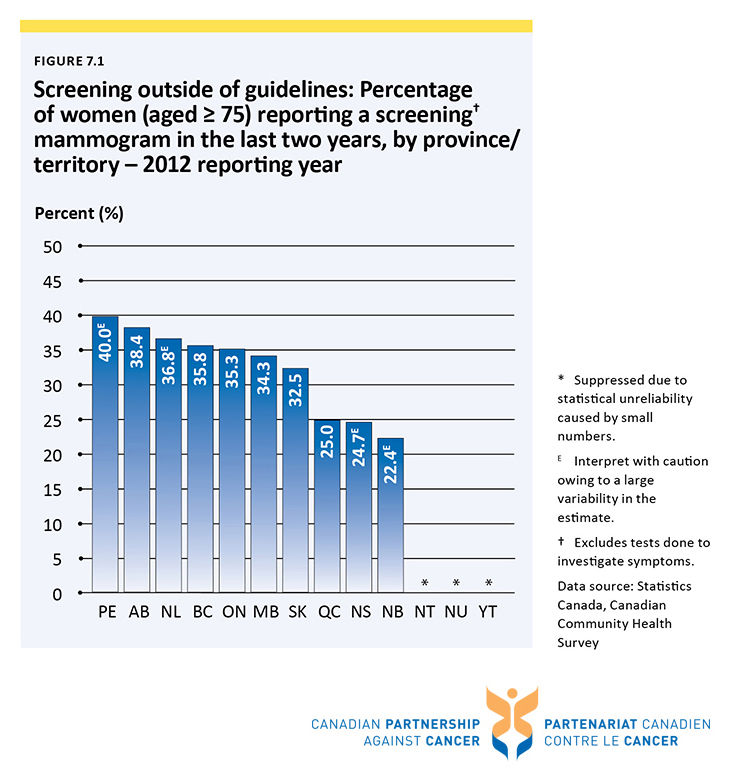 FIGURE 7.1
Screening outside of guidelines: Percentage
of women (aged ≥ 75) reporting a screening†
mammogram in the last two years, by province/
territory – 2012 reporting year
Percent (%)
50
45
40
35
30
25
20
15
10
5
0
40.0E
38.4
36.8E
35.8
35.3
34.3
32.5
25.0
24.7E
22.4E
* * *
PE AB NL BC ON MB SK QC NS NB NT NU YT
* Suppressed due to
statistical unreliability
caused by small
numbers.
E Interpret with caution
owing to a large
variability in the
estimate.
† Excludes tests done to
investigate symptoms.
Data source: Statistics
Canada, Canadian
Community Health
Survey
CANADIAN PARTNERSHIP
AGAINST CANCER
PARTENARIAT CANADIEN
CONTRE LE CANCER